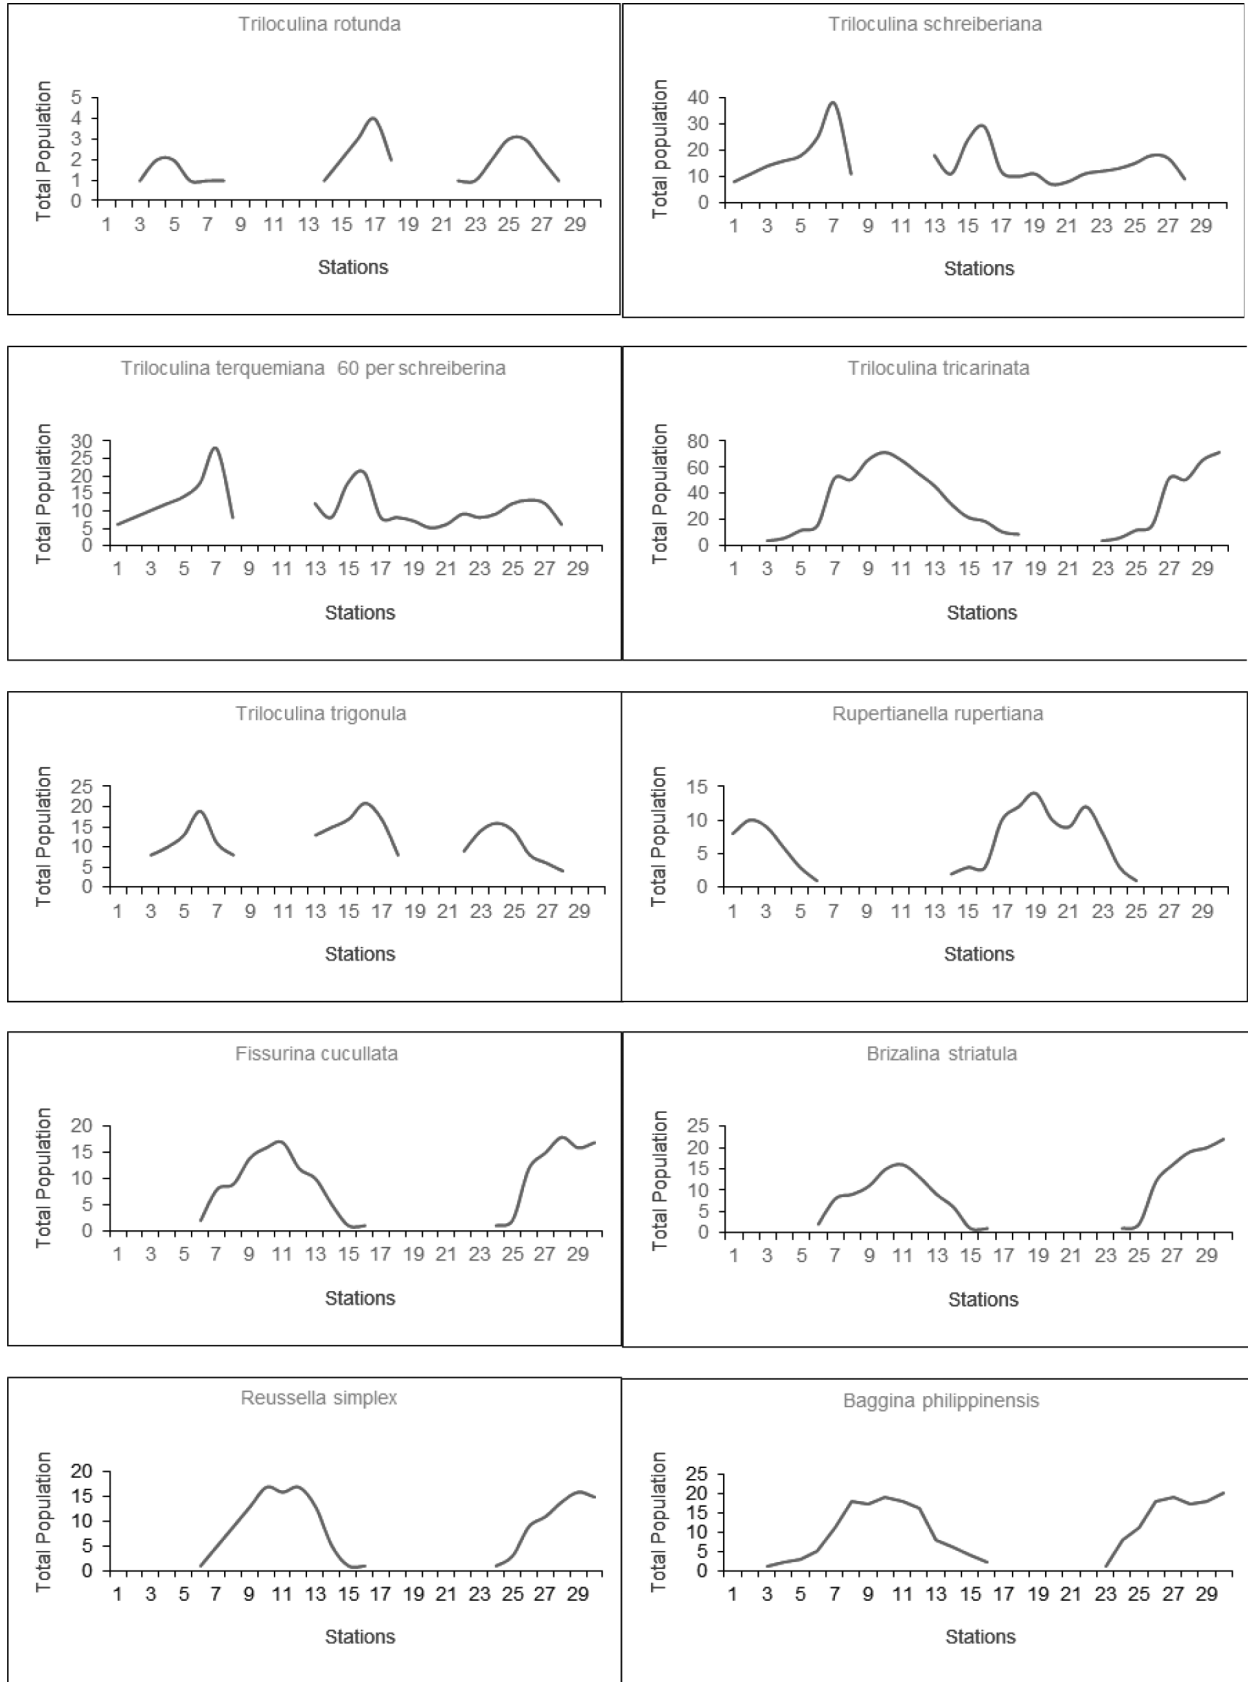 Triloculina rotunda
Total Population
5
4
3
2
1
0
1 3 5 7 9 11 13 15 17 19 21 23 25 27 29
Stations
Triloculina schreiberiana
Total population
40
30
20
10
0
1 3 5 7 9 11 13 15 17 19 21 23 25 27 29
Stations
Triloculina terquemiana 60 per schreiberina
Total Population
30
25
20
15
10
5
0
1 3 5 7 9 11 13 15 17 19 21 23 25 27 29
Stations
Triloculina tricarinata
Total Population
80
60
40
20
0
1 3 5 7 9 11 13 15 17 19 21 23 25 27 29
Stations
Triloculina trigonula
Total Population
25
20
15
10
5
0
1 3 5 7 9 11 13 15 17 19 21 23 25 27 29
Stations
Rupertianella rupertiana
Total Population
15
10
5
0
1 3 5 7 9 11 13 15 17 19 21 23 25 27 29
Stations
Fissurina cucullata
Total Population
20
15
10
5
0
1 3 5 7 9 11 13 15 17 19 21 23 25 27 29
Stations
Brizalina striatula
Total Population
25
20
15
10
5
0
1 3 5 7 9 11 13 15 17 19 21 23 25 27 29
Stations
Reussella simplex
Total Population
20
15
10
5
0
1 3 5 7 9 11 13 15 17 19 21 23 25 27 29
Stations
Baggina philippinensis
Total Population
25
20
15
10
5
0
1 3 5 7 9 11 13 15 17 19 21 23 25 27 29
Stations